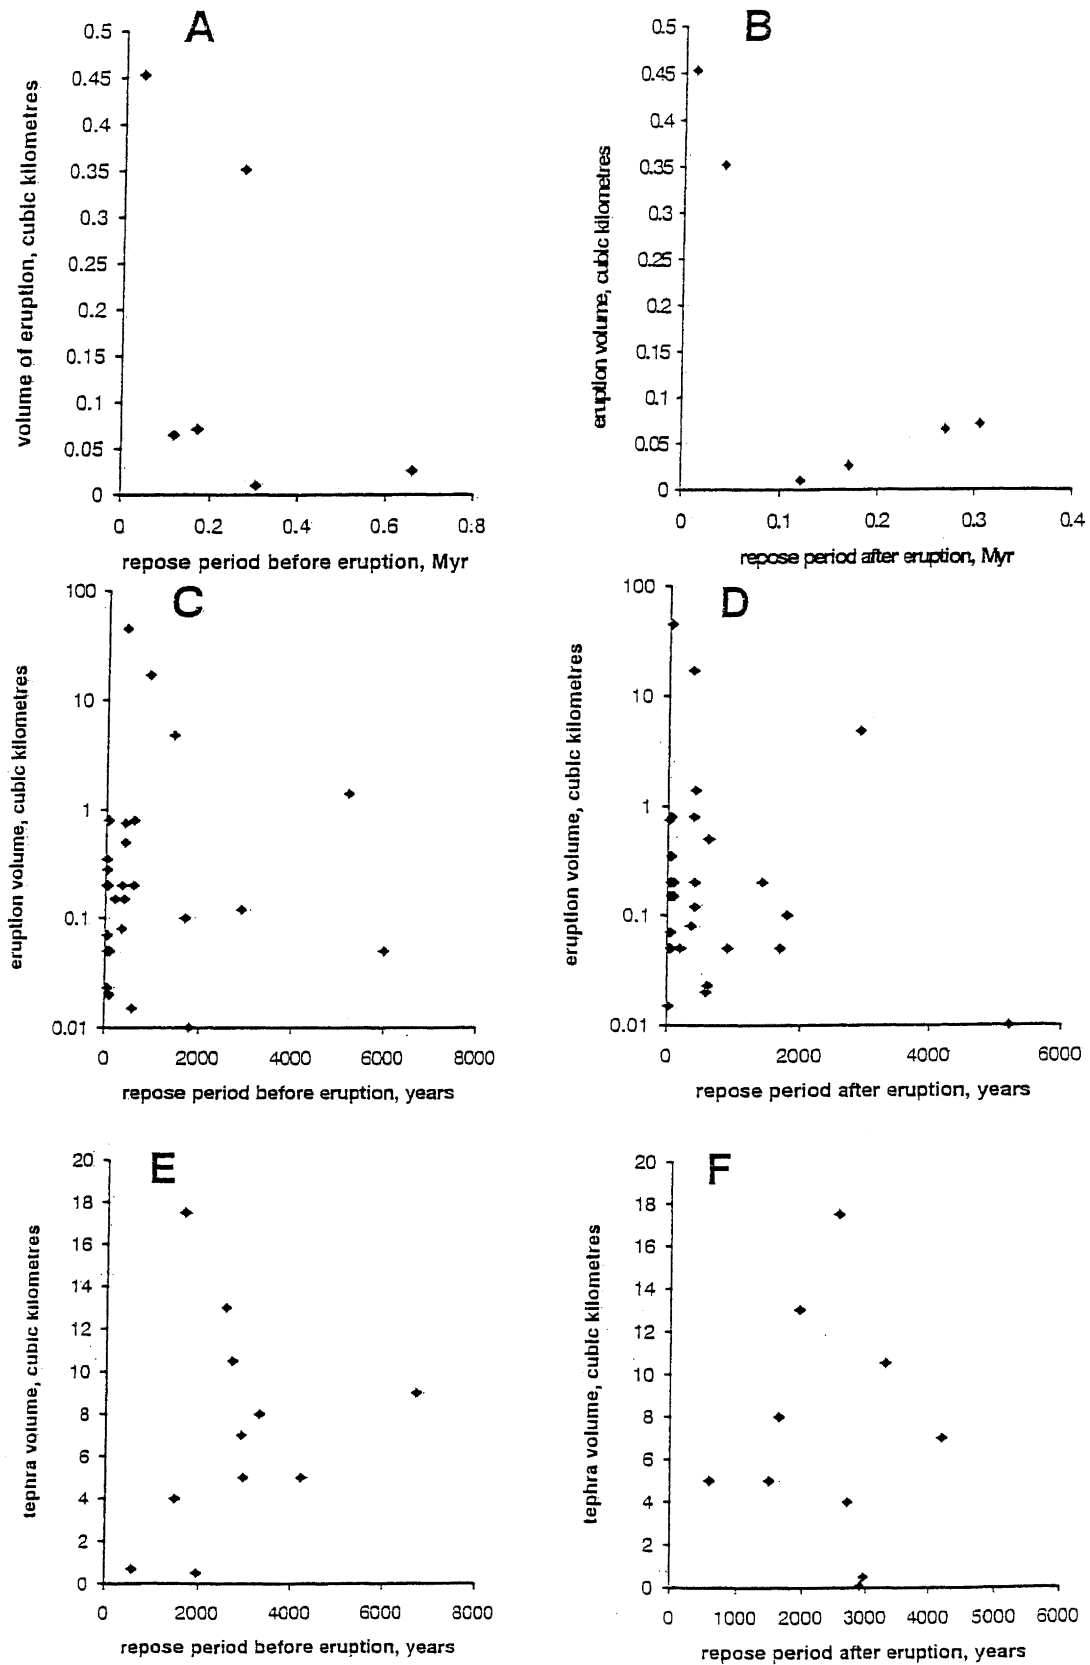 A
0.5
0.45
0.4
0.35
0.3
0.25
0.2
0.15
0.1
0.05
0
volume of eruption, cubic kilometres
0 0.2 0.4 0.6 0.8
repose period before eruption, Myr
B
0.5
0.45
0.4
0.35
0.3
0.25
0.2
0.15
0.1
0.05
0
eruption volume, cubic kilometres
0 0.1 0.2 0.3 0.4
repose period after eruption, Myr
C
100
10
1
0.1
0.01
eruption volume, cubic kilometres
0 2000 4000 6000 8000
repose period before eruption, years
D
100
10
1
0.1
0.01
eruption volume, cubic kilometres
0 2000 4000 6000
repose period after eruption, years
E
20
18
16
14
12
10
8
6
4
2
0
tephra volume, cubic kilometres
0 2000 4000 6000 8000
repose period before eruption, years
F
20
18
16
14
12
10
8
6
4
2
0
tephra volume, cubic kilometres
0 1000 2000 3000 4000 5000 6000
repose period after eruption, years